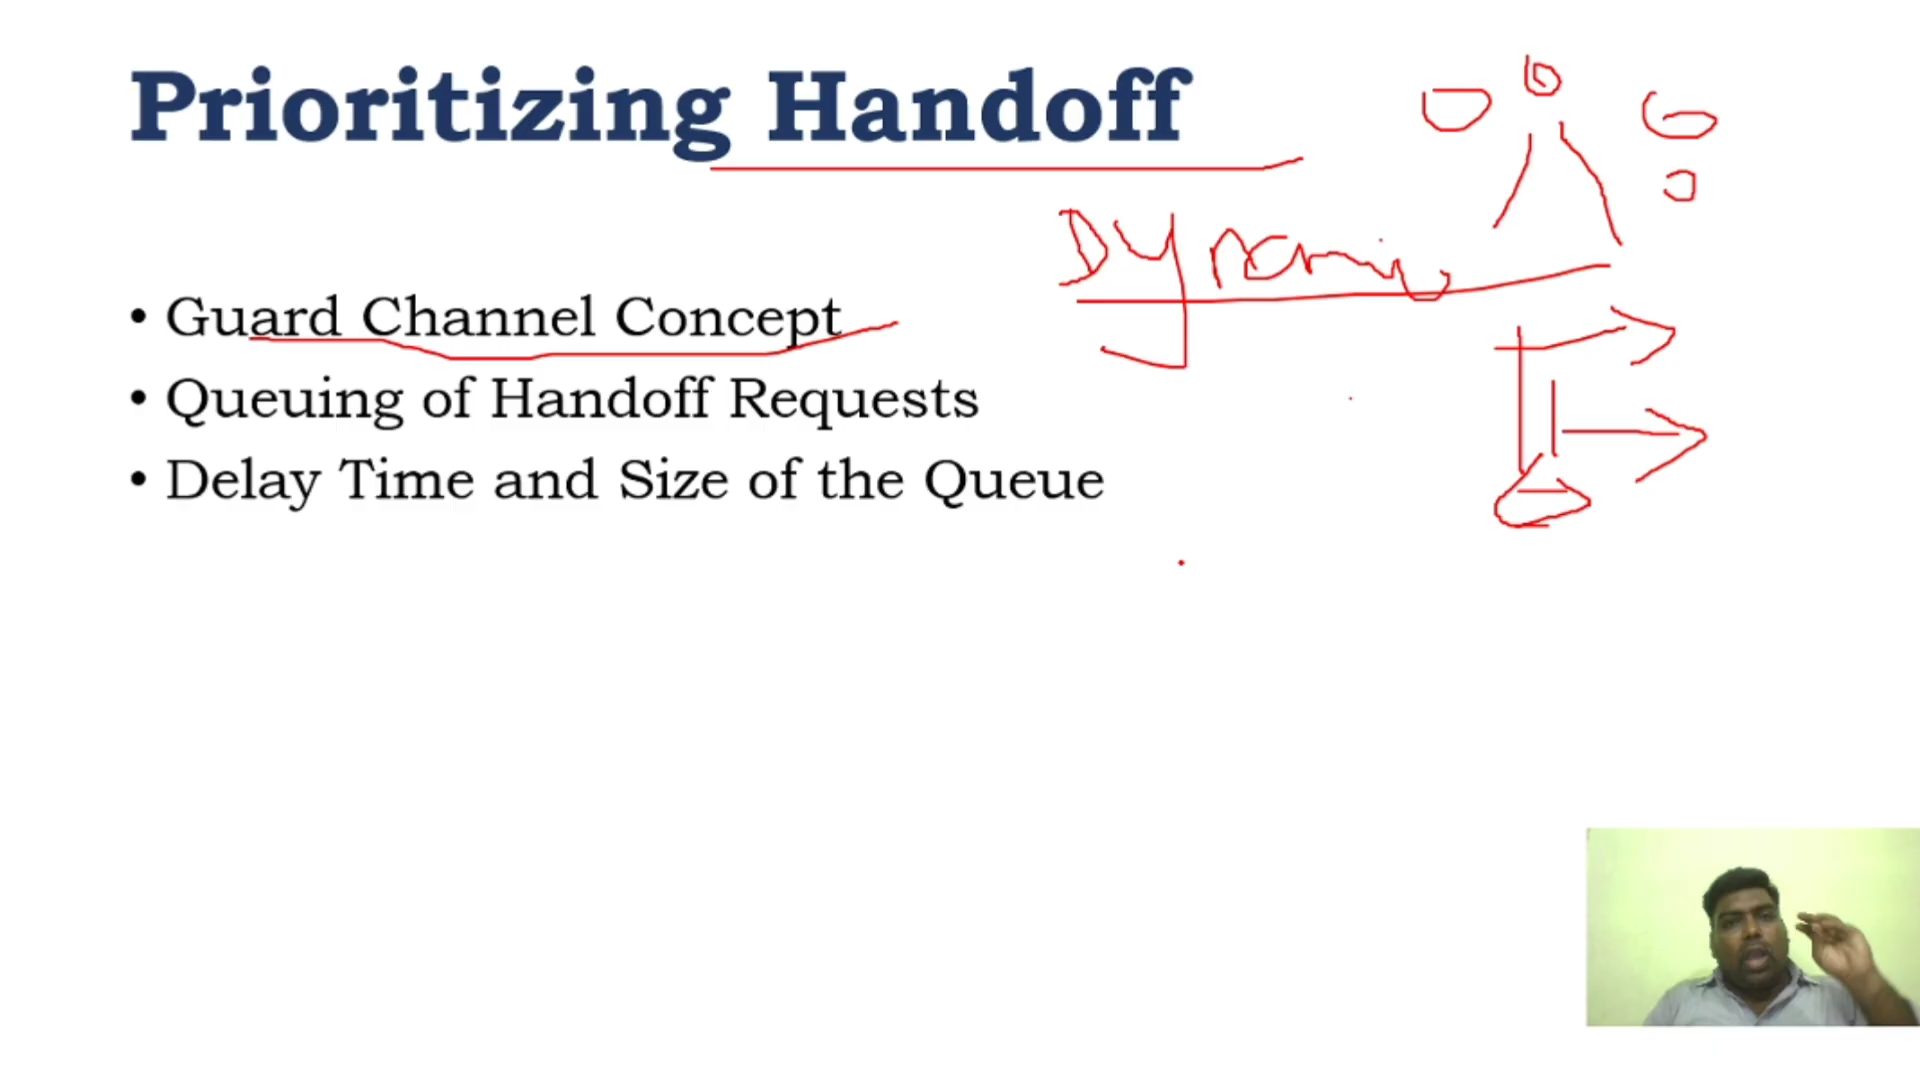 Prioritizing Handoff
Dynamic
• Guard Channel Concept
• Queuing of Handoff Requests
• Delay Time and Size of the Queue